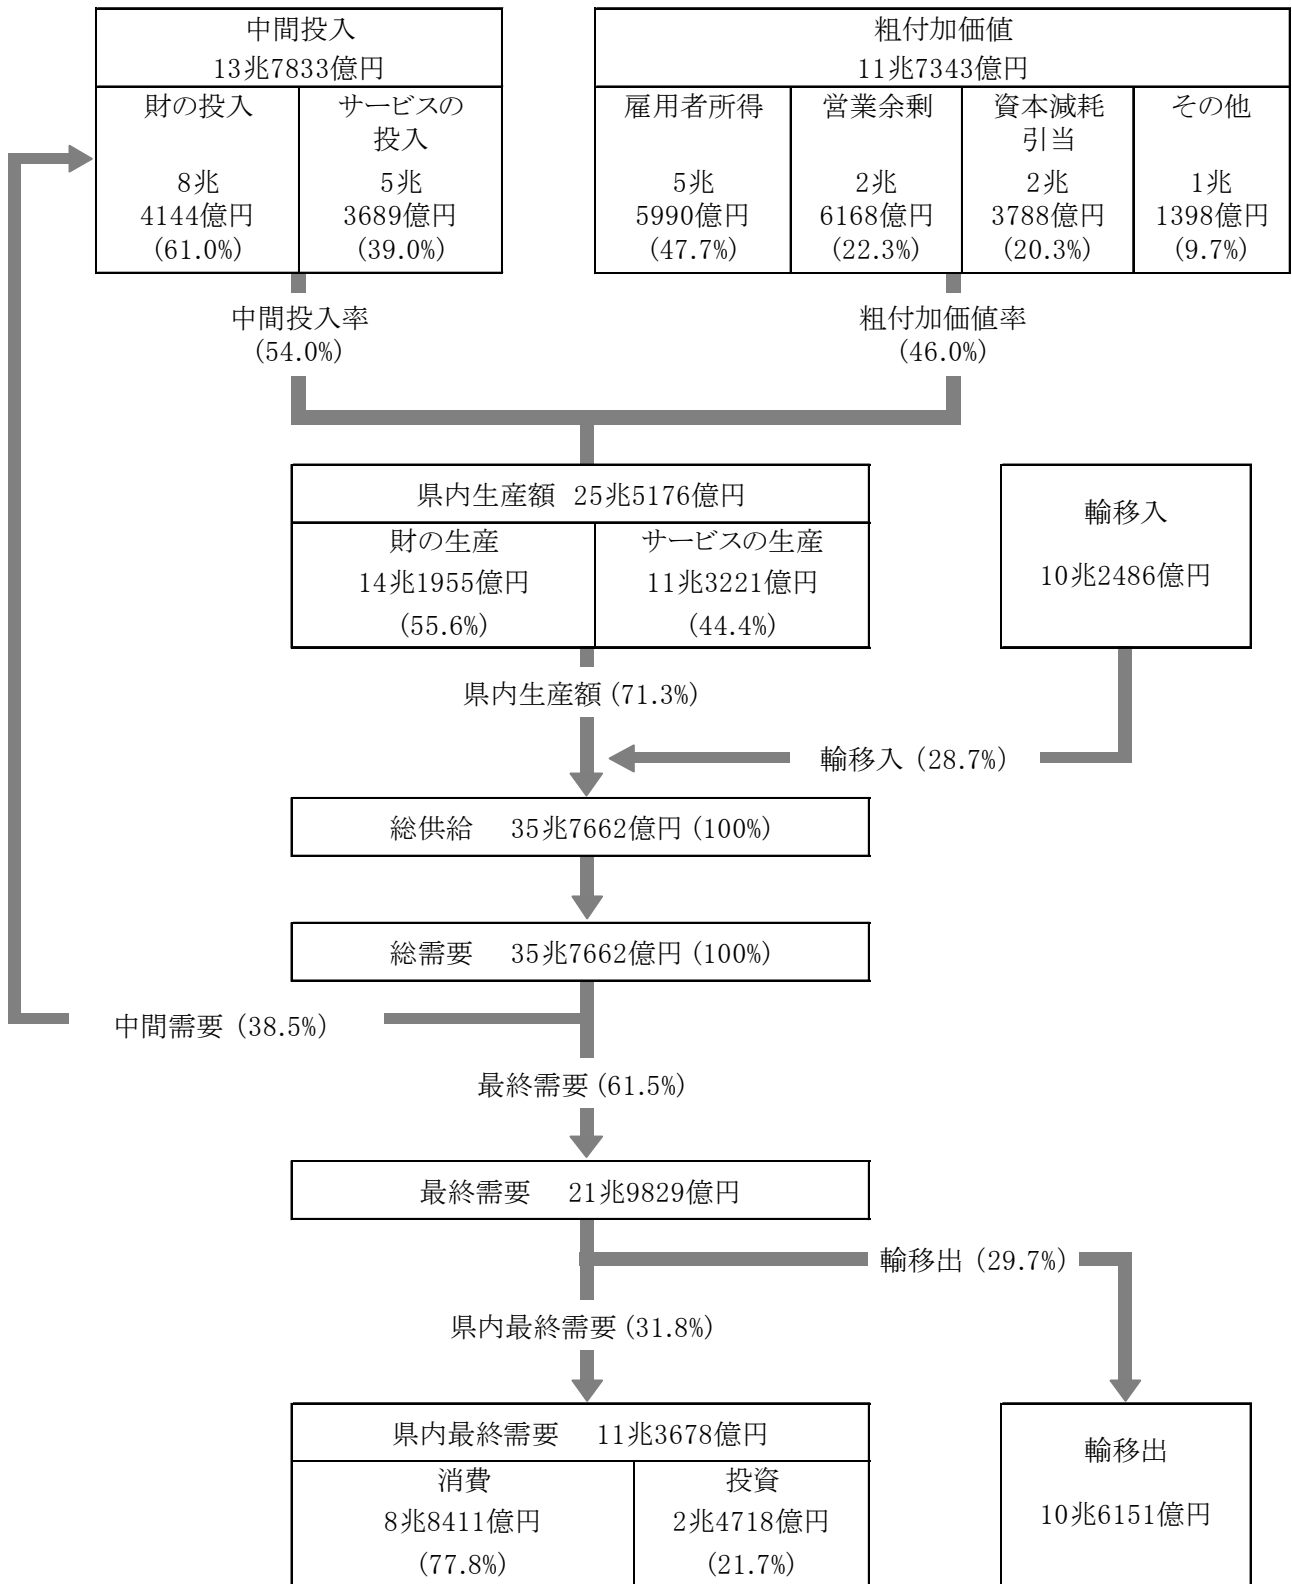 中間投入
13兆7833億円
財の投入
8兆
4144億円
(61.0%)
サービスの
投入
5兆
3689億円
(39.0%)
粗付加価値
11兆7343億円
雇用者所得
5兆
5990億円
(47.7%)
営業余剰
2兆
6168億円
(22.3%)
資本減耗
引当
2兆
3788億円
(20.3%)
その他
1兆
1398億円
(9.7%)
中間投入率
(54.0%)
粗付加価値率
(46.0%)
県内生産額 25兆5176億円
財の生産
14兆1955億円
(55.6%)
サービスの生産
11兆3221億円
(44.4%)
輸移入
10兆2486億円
県内生産額 (71.3%)
輸移入 (28.7%)
総供給 35兆7662億円 (100%)
総需要 35兆7662億円 (100%)
中間需要 (38.5%)
最終需要 (61.5%)
最終需要 21兆9829億円
輸移出 (29.7%)
県内最終需要 (31.8%)
県内最終需要 11兆3678億円
消費
8兆8411億円
(77.8%)
投資
2兆4718億円
(21.7%)
輸移出
10兆6151億円